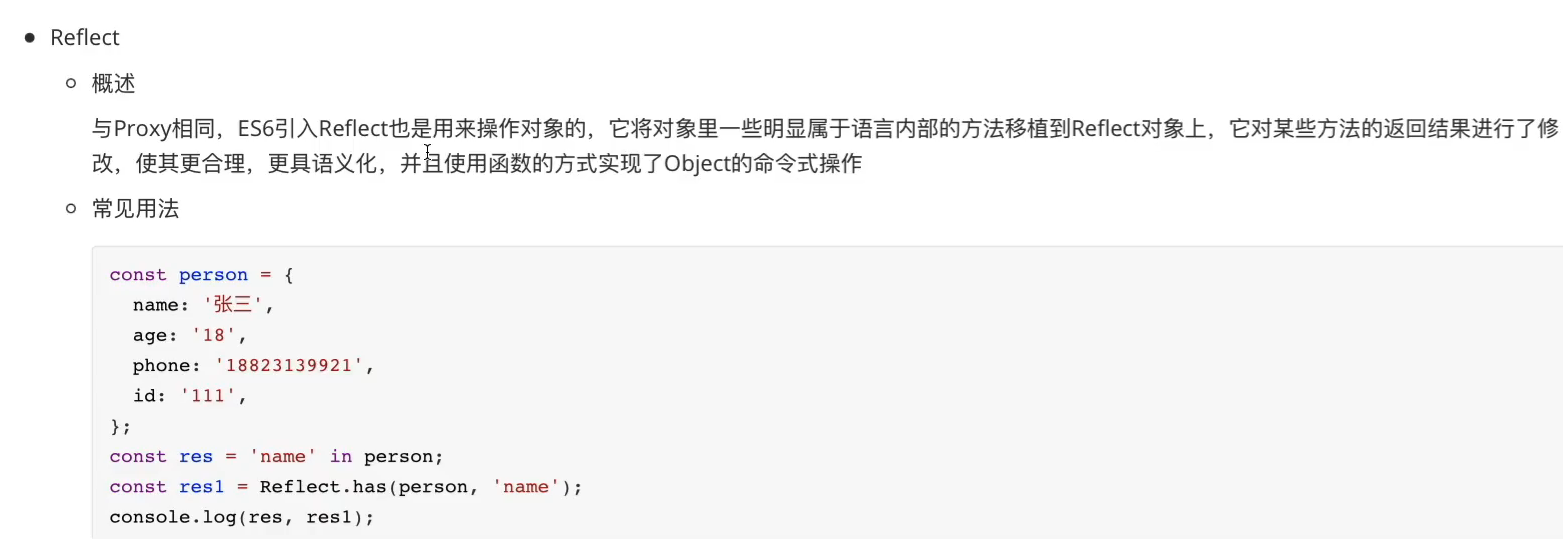 Reflect
概述
与Proxy相同，ES6引入Reflect也是用来操作对象的，它将对象里一些明显属于语言内部的方法移植到Reflect对象上，它对某些方法的返回结果进行了修
改，使其更合理，更具语义化，并且使用函数的方式实现了Object的命令式操作
常见用法
const person = {
  name: '张三',
  age: '18',
  phone: '18823139921',
  id: '111',
};
const res = 'name' in person;
const res1 = Reflect.has(person, 'name');
console.log(res, res1);